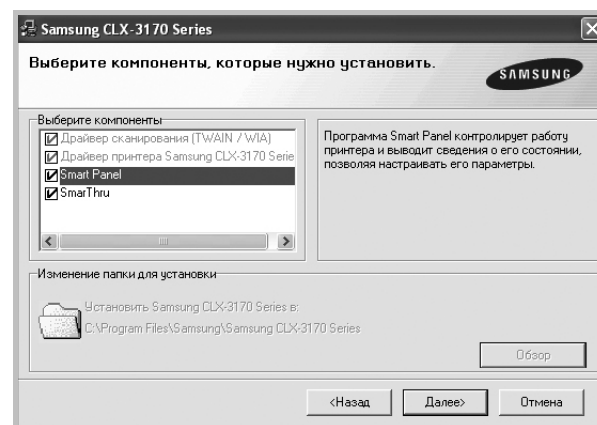 Samsung CLX-3170 Series
Выберите компоненты, которые нужно установить.
SAMSUNG
Выберите компоненты
Драйвер сканирования (TWAIN / WIA)
Драйвер принтера Samsung CLX-3170 Serie
Smart Panel
SmarThru
Программа Smart Panel контролирует работу
принтера и выводит сведения о его состоянии,
позволяя настраивать его параметры.
Изменение папки для установки
Установить Samsung CLX-3170 Series в:
C:\Program Files\Samsung\Samsung CLX-3170 Series
Обзор
<Назад Далее> Отмена